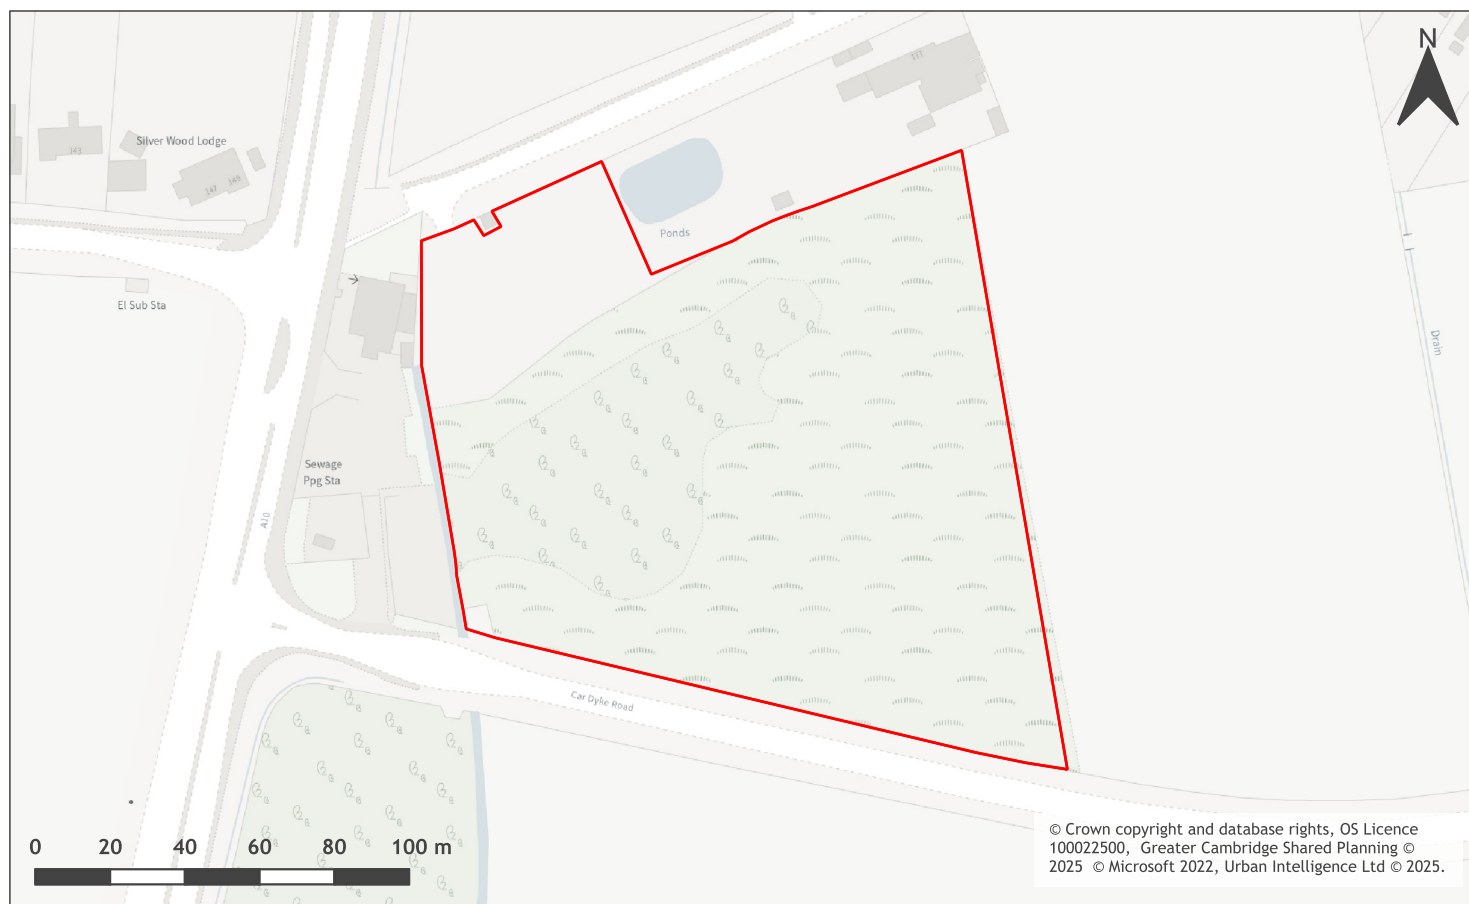 N
111
Silver Wood Lodge
143
147
149
Ponds
El Sub Sta
Drain
Sewage
Ppg Sta
A10
Car Dyke Road
0 20 40 60 80 100 m
© Crown copyright and database rights, OS Licence
100022500, Greater Cambridge Shared Planning ©
2025 © Microsoft 2022, Urban Intelligence Ltd © 2025.